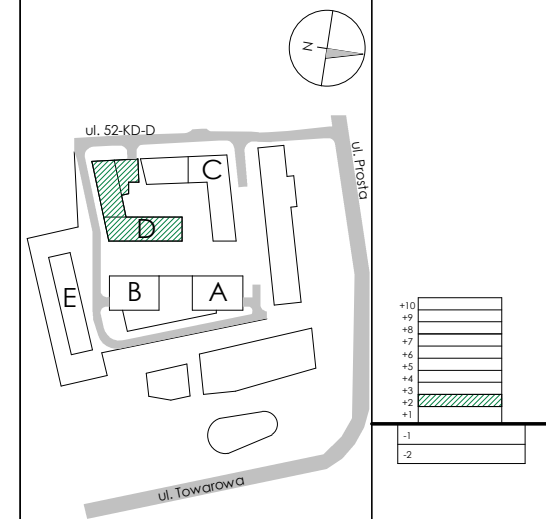 N
ul. 52-KD-D
ul. Prosta
C
D
E
B
A
ul. Towarowa
+10
+9
+8
+7
+6
+5
+4
+3
+2
+1
-1
-2